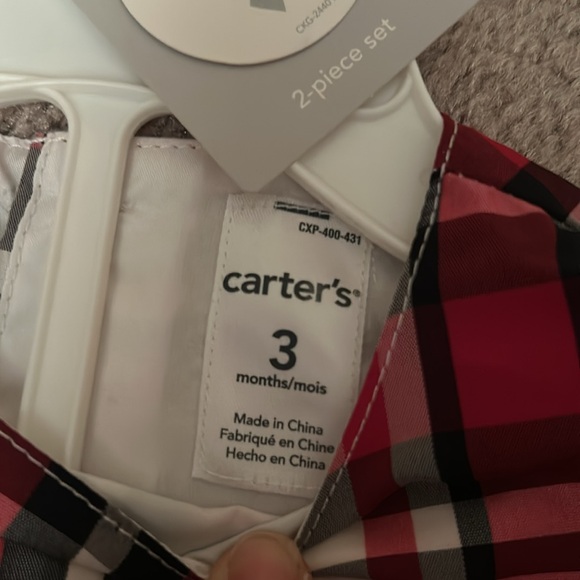 2-piece set
CXP-400-431
carter's®
3
months/mois
Made in China
Fabriqué en Chine
Hecho en China